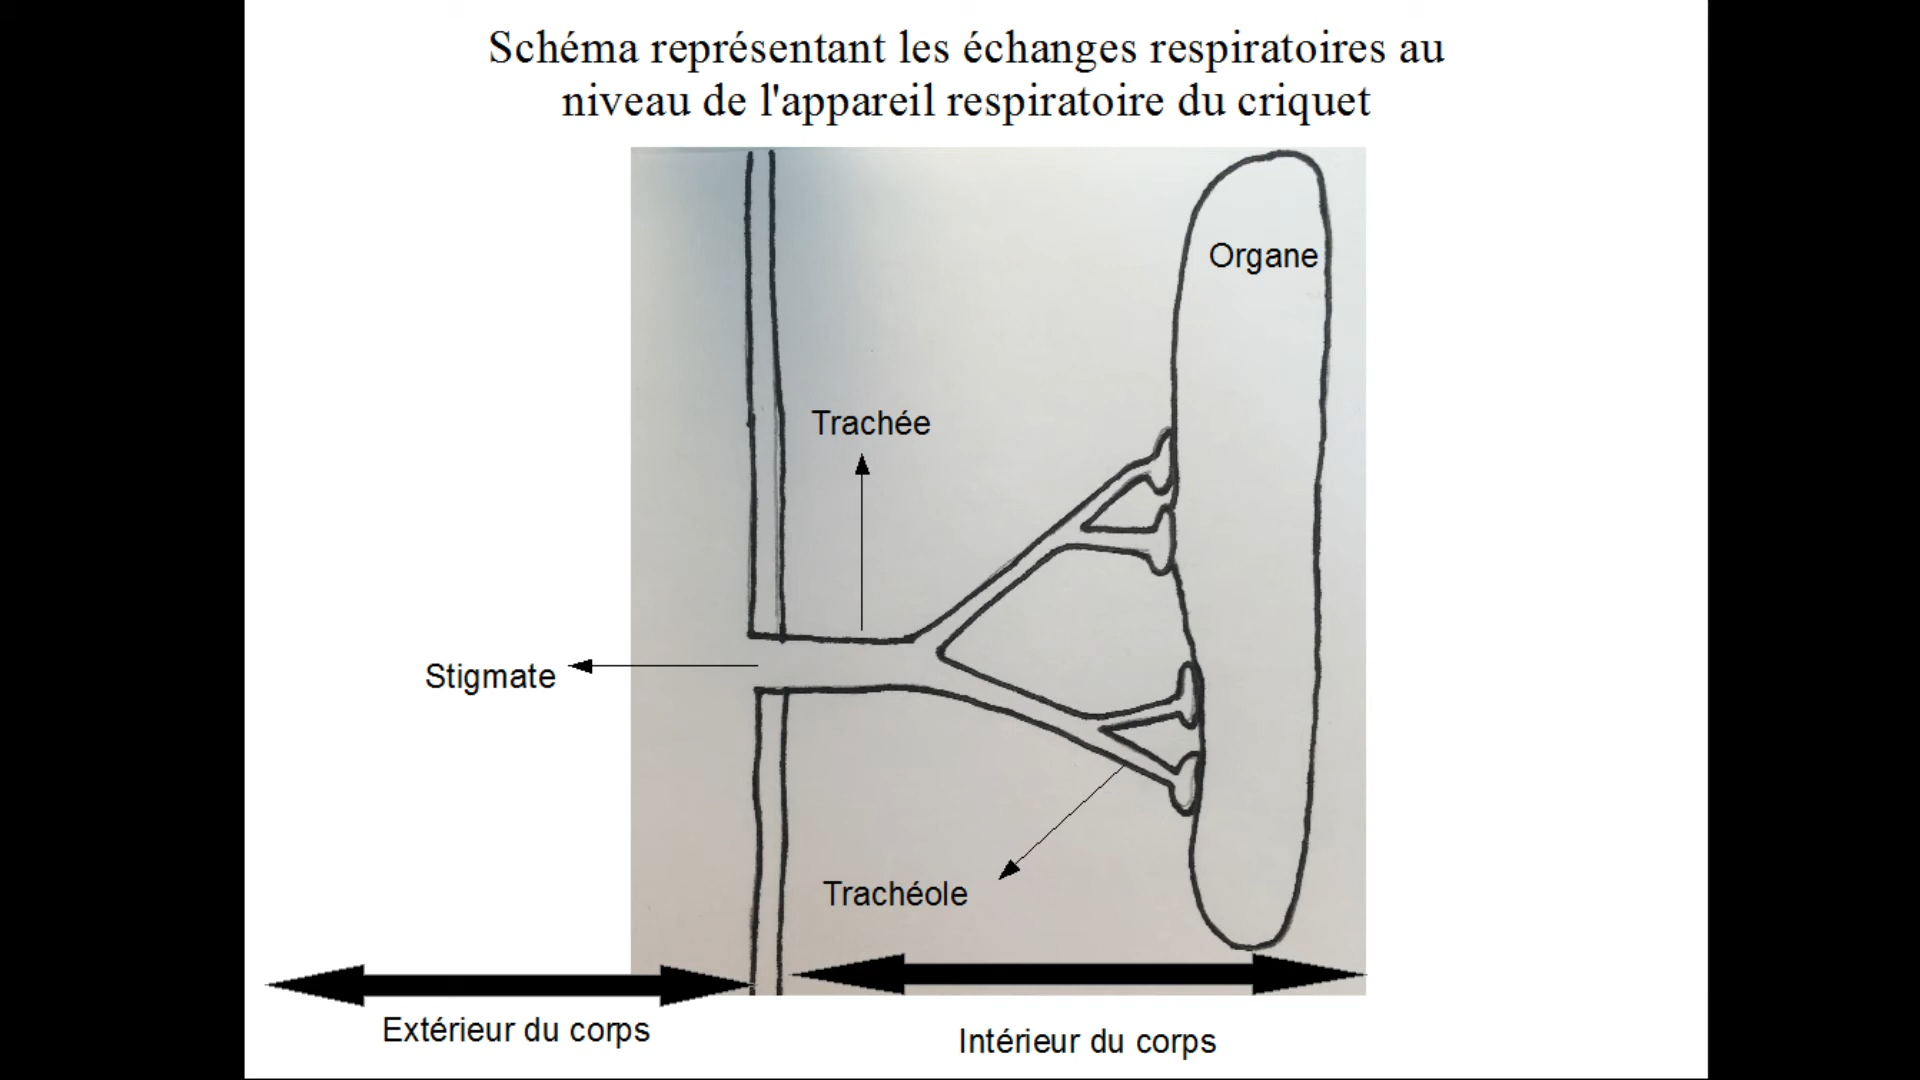 Schéma représentant les échanges respiratoires au
niveau de l'appareil respiratoire du criquet
Organe
Trachée
Stigmate
Trachéole
Extérieur du corps
Intérieur du corps